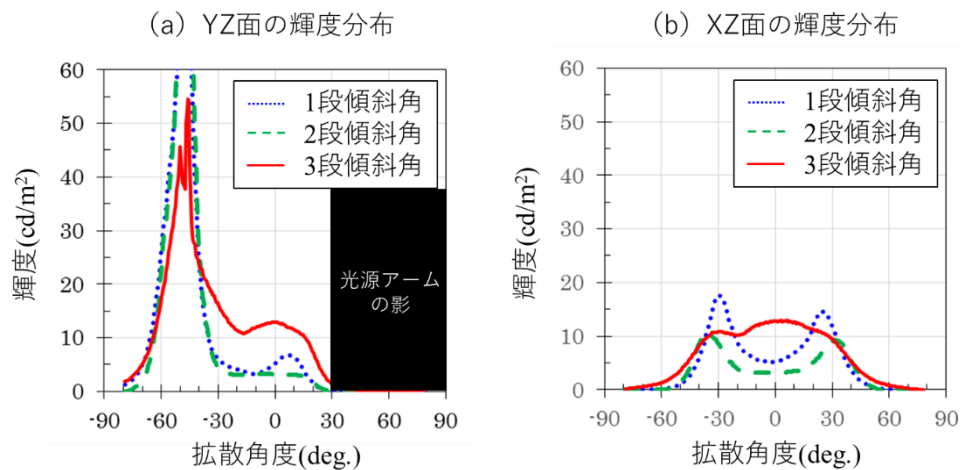 (a) YZ面の輝度分布
60
50
40
30
20
10
0
輝度(cd/m²)
1段傾斜角
2段傾斜角
3段傾斜角
光源アーム
の影
-90 -60 -30 0 30 60 90
拡散角度(deg.)
(b) XZ面の輝度分布
60
50
40
30
20
10
0
輝度(cd/m²)
1段傾斜角
2段傾斜角
3段傾斜角
-90 -60 -30 0 30 60 90
拡散角度(deg.)